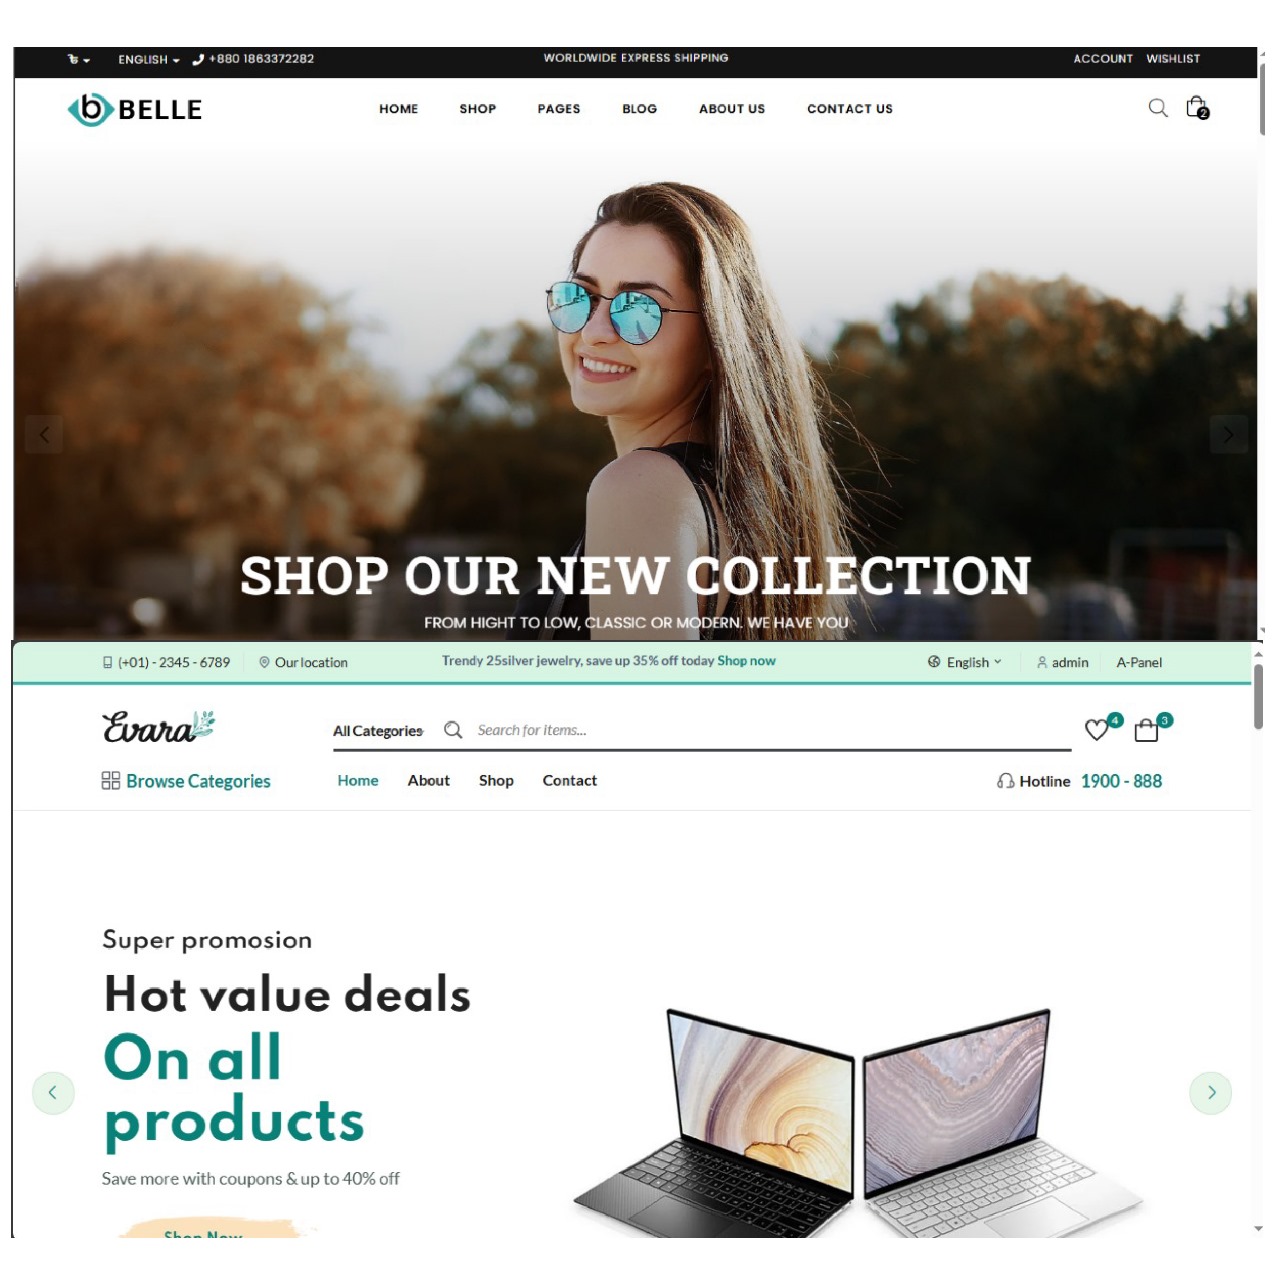 ৳ ENGLISH +880 1863372282 WORLDWIDE EXPRESS SHIPPING ACCOUNT WISHLIST
b BELLE HOME SHOP PAGES BLOG ABOUT US CONTACT US 2
SHOP OUR NEW COLLECTION
FROM HIGHT TO LOW, CLASSIC OR MODERN. WE HAVE YOU
(+01) - 2345 - 6789 Our location Trendy 25silver jewelry, save up 35% off today Shop now English admin A-Panel
Evara All Categories Search for items... 4 3
Browse Categories Home About Shop Contact Hotline 1900 - 888
Super promosion
Hot value deals
On all
products
Save more with coupons & up to 40% off
Shop Now